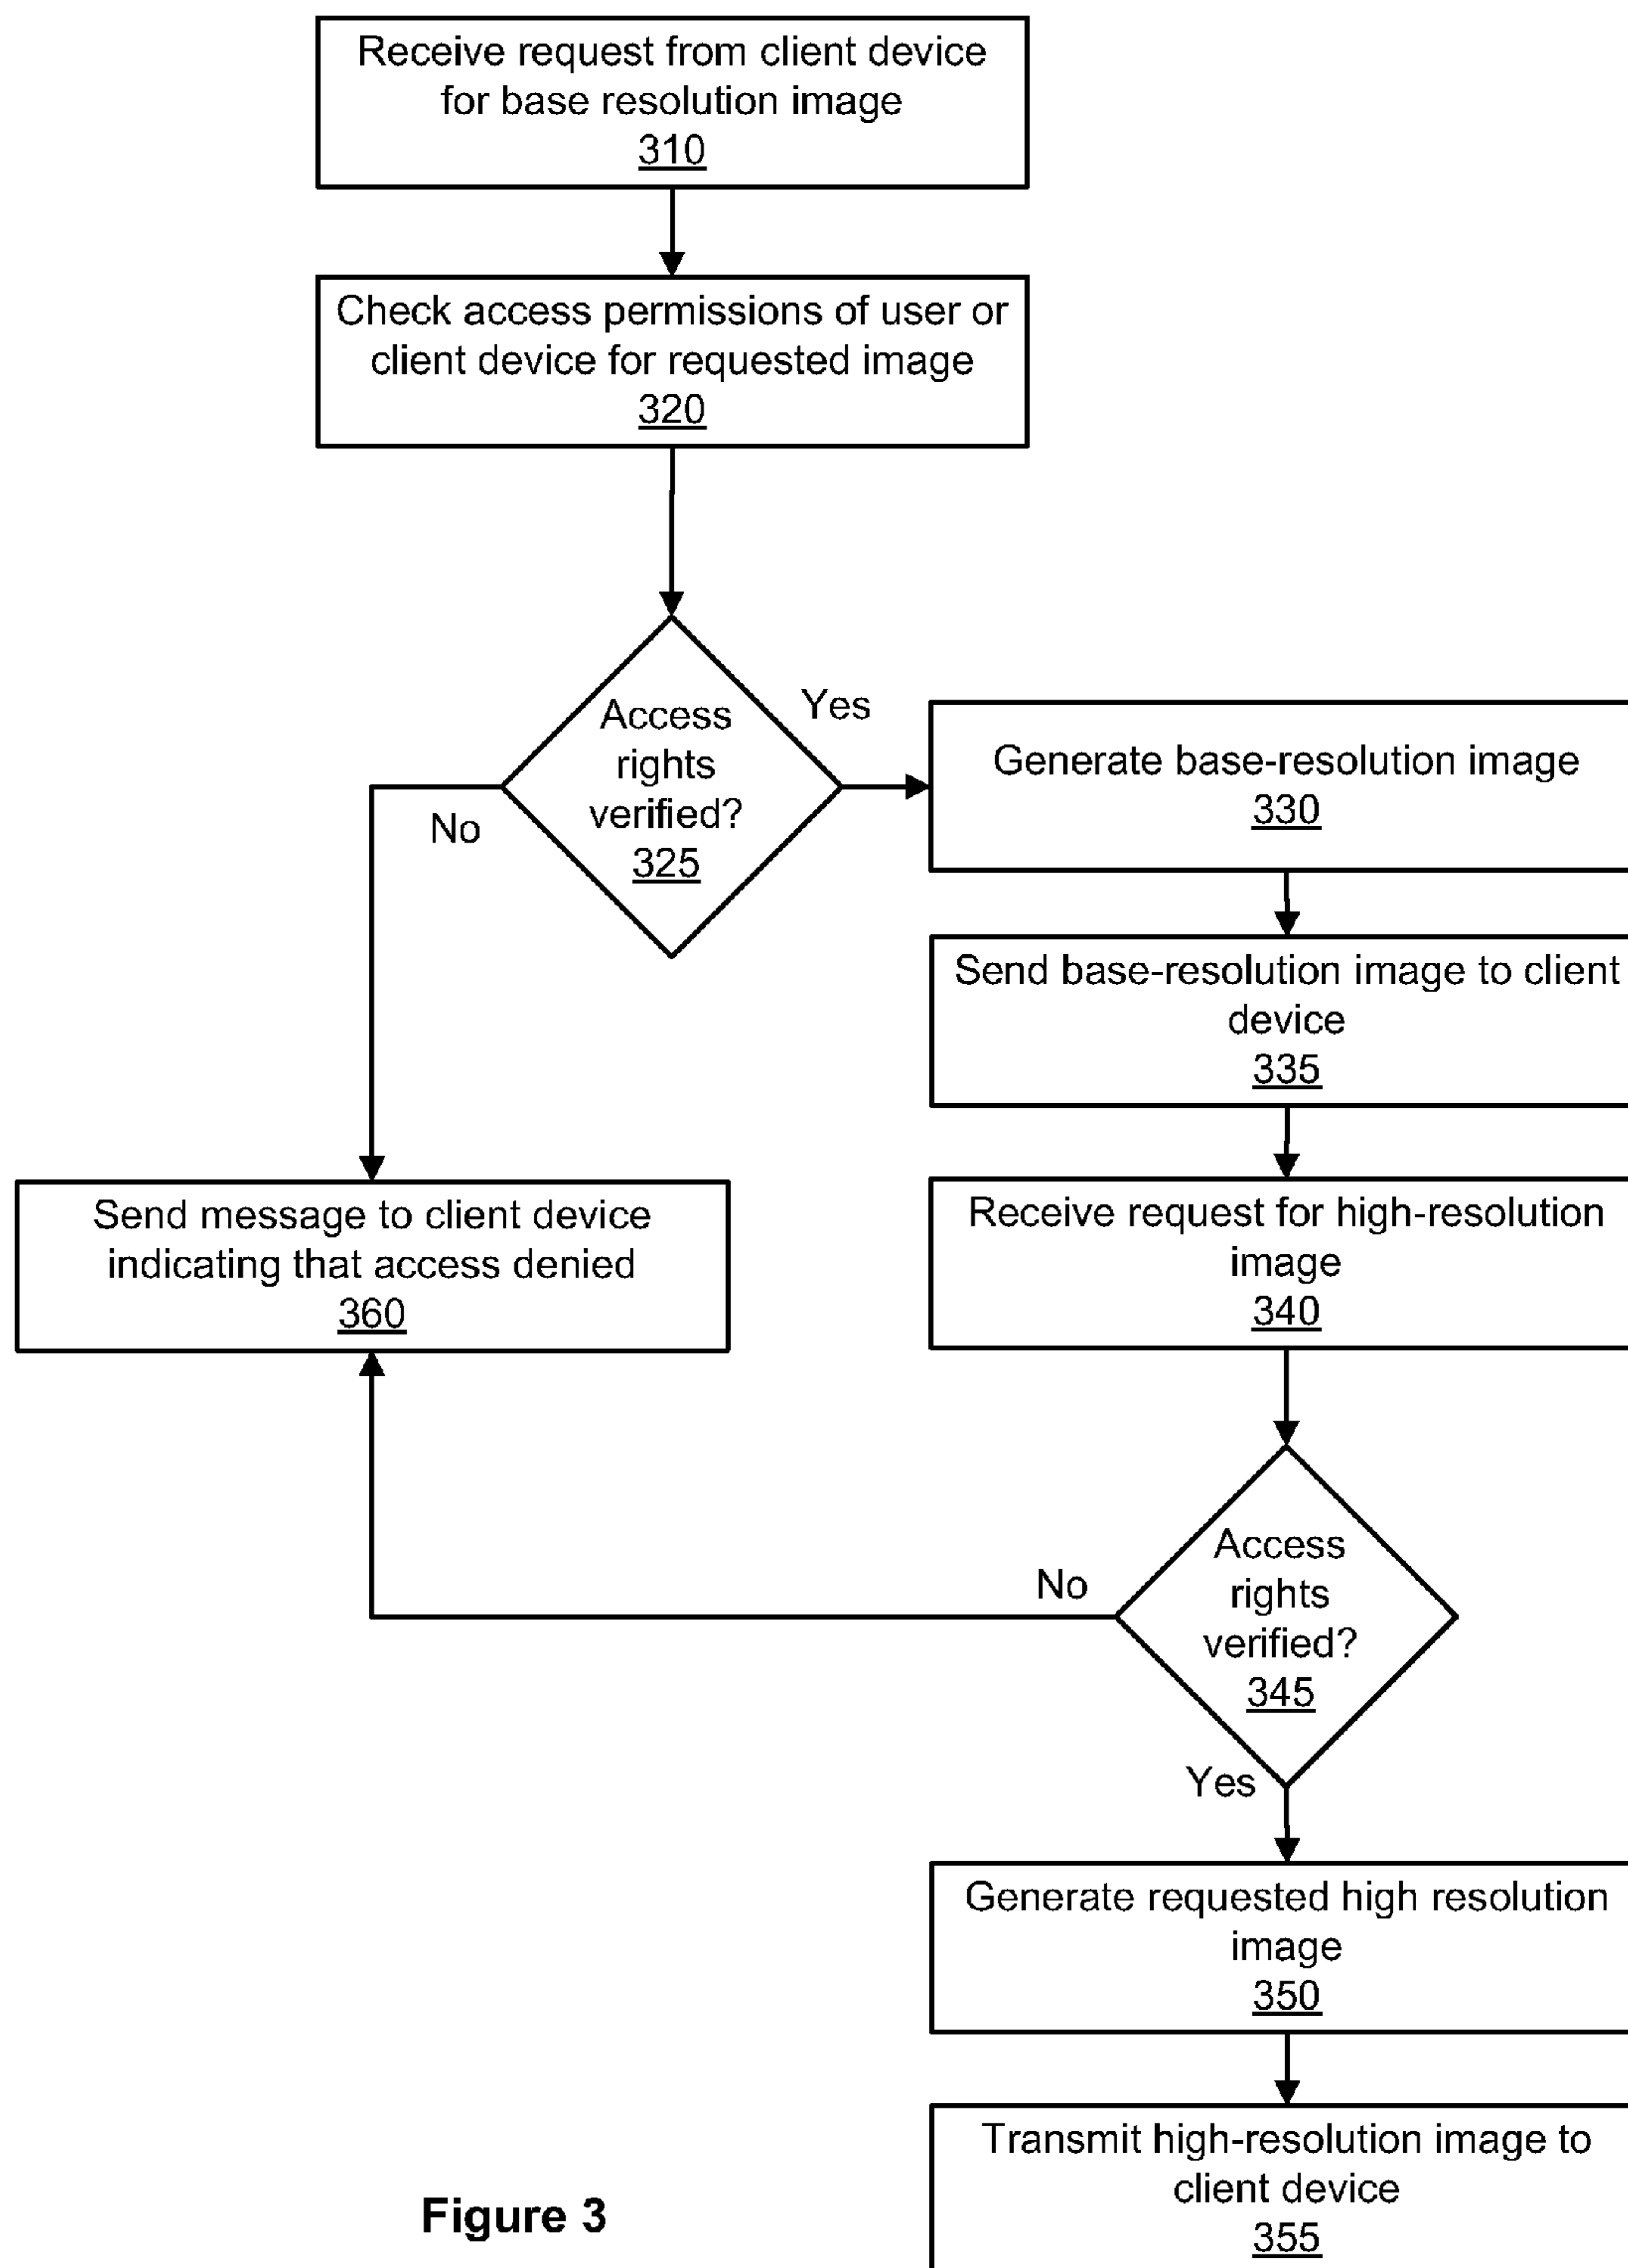 Receive request from client device
for base resolution image
310
Check access permissions of user or
client device for requested image
320
Access
rights
verified?
325
Yes
No
Generate base-resolution image
330
Send base-resolution image to client
device
335
Receive request for high-resolution
image
340
Send message to client device
indicating that access denied
360
Access
rights
verified?
345
No
Yes
Generate requested high resolution
image
350
Transmit high-resolution image to
client device
355
Figure 3